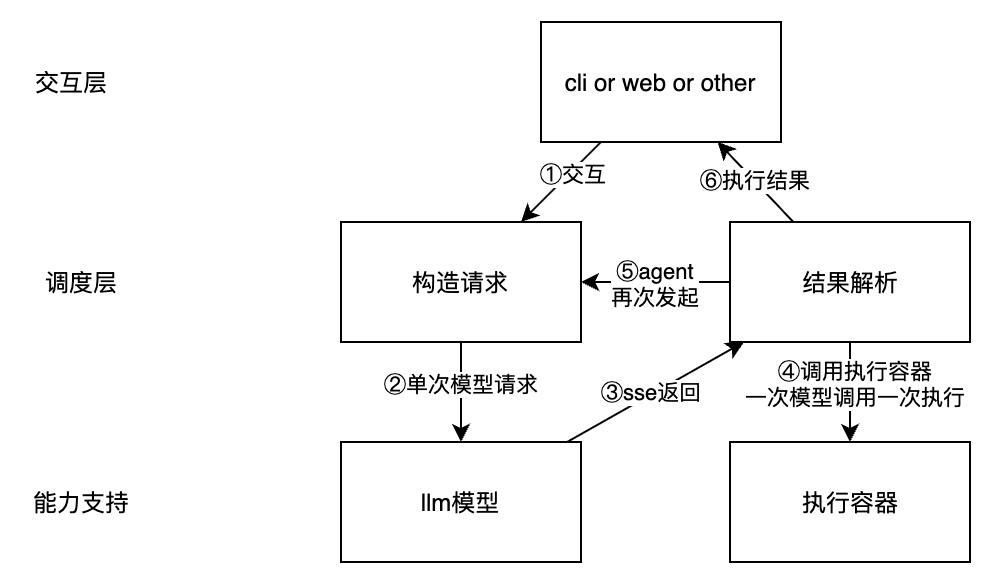 交互层
cli or web or other
①交互
⑥执行结果
调度层
构造请求
⑤agent
再次发起
结果解析
②单次模型请求
③sse返回
④调用执行容器
一次模型调用一次执行
能力支持
llm模型
执行容器